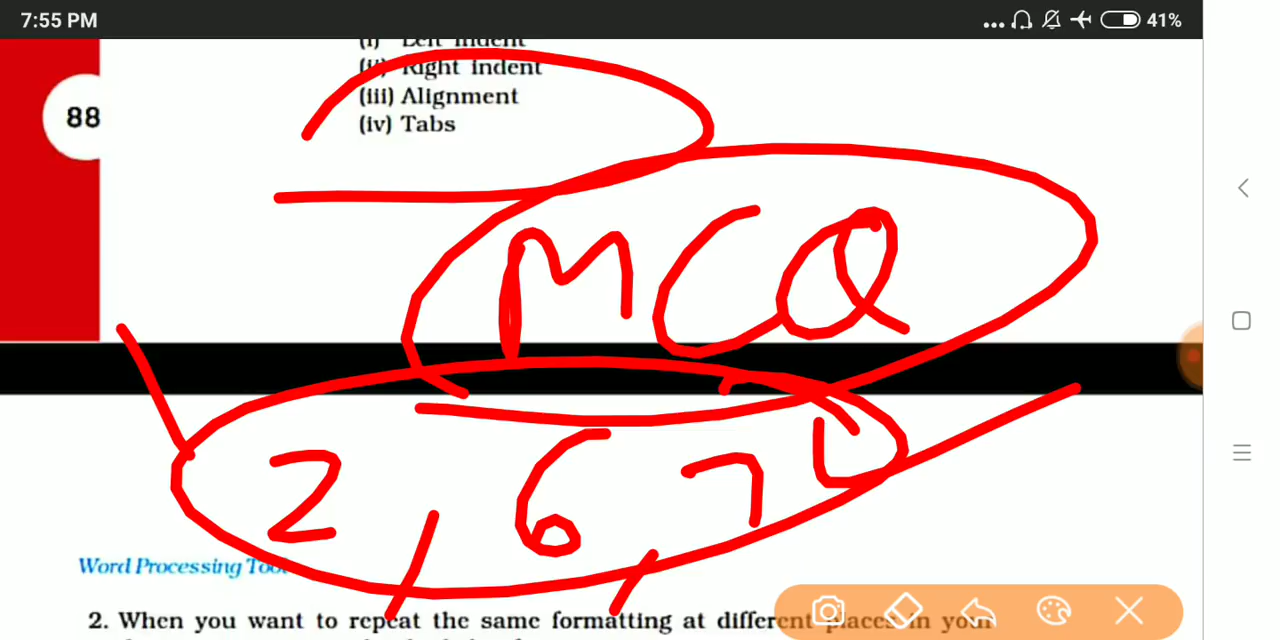 7:55 PM
41%
(i) Left indent
(ii) Right indent
88
(iii) Alignment
(iv) Tabs
MCQ
2, 6, 7
Word Processing Tool
2. When you want to repeat the same formatting at different places in your